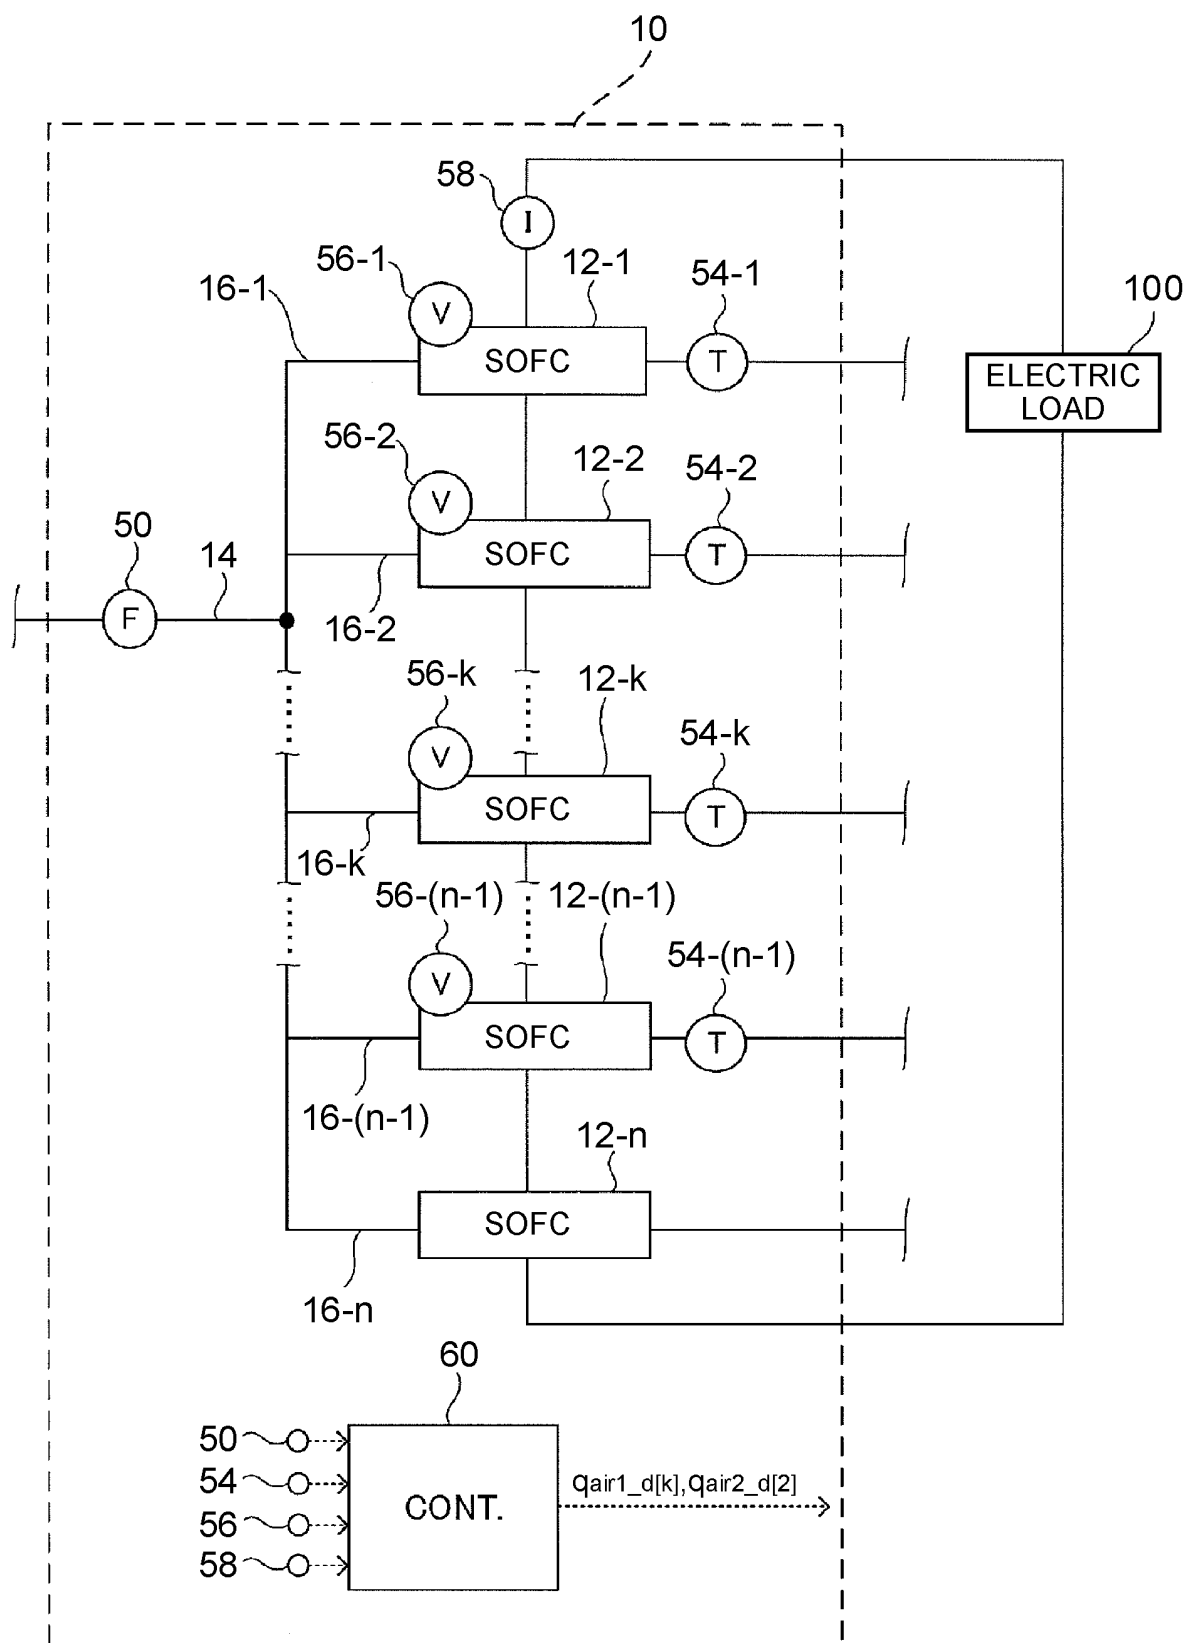 10
58
I
56-1
12-1
54-1
16-1
V
100
SOFC
T
ELECTRIC
LOAD
56-2
12-2
54-2
V
50
14
SOFC
T
F
16-2
56-k
12-k
54-k
V
SOFC
T
16-k
56-(n-1)
12-(n-1)
54-(n-1)
V
SOFC
T
16-(n-1)
12-n
SOFC
16-n
60
50
54
qair1_d[k],qair2_d[2]
CONT.
56
58